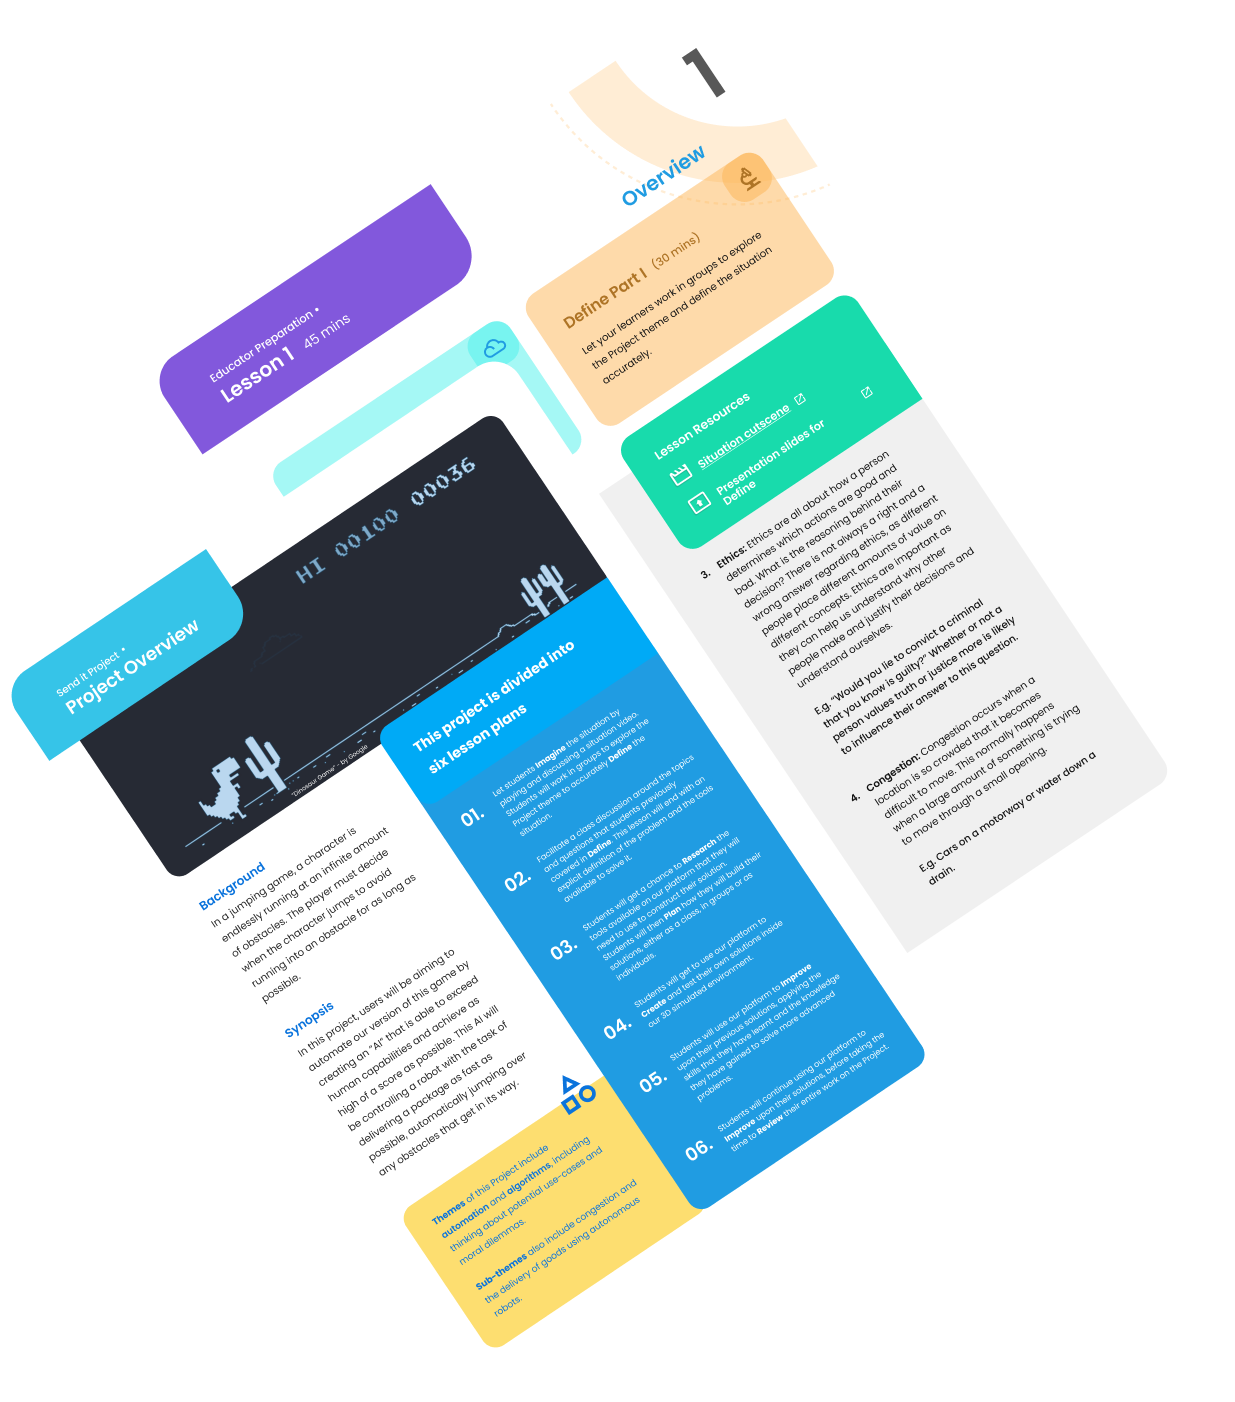 1
Overview
Define Part I (30 mins)
Let your learners work in groups to explore
the Project theme and define the situation
accurately.
Educator Preparation •
Lesson 1 45 mins
Lesson Resources
Situation cutscene
Presentation slides for
Define
3. Ethics: Ethics are all about how a person
determines which actions are good and
bad. What is the reasoning behind their
decision? There is not always a right and a
wrong answer regarding ethics, as different
people place different amounts of value on
different concepts. Ethics are important as
they can help us understand why other
people make and justify their decisions and
understand ourselves.
E.g. "Would you lie to convict a criminal
that you know is guilty?" Whether or not a
person values truth or justice more is likely
to influence their answer to this question.
4. Congestion: Congestion occurs when a
location is so crowded that it becomes
difficult to move. This normally happens
when a large amount of something is trying
to move through a small opening.
E.g. Cars on a motorway or water down a
drain.
Send it Project •
Project Overview
HI 00100 00036
"Dinosaur Game" - by Google
Background
In a jumping game, a character is
endlessly running at an infinite amount
of obstacles. The player must decide
when the character jumps to avoid
running into an obstacle for as long as
possible.
Synopsis
In this project, users will be aiming to
automate our version of this game by
creating an "AI" that is able to exceed
human capabilities and achieve as
high of a score as possible. This AI will
be controlling a robot with the task of
delivering a package as fast as
possible, automatically jumping over
any obstacles that get in its way.
Themes of this Project include
automation and algorithms, including
thinking about potential use-cases and
moral dilemmas.
Sub-themes also include congestion and
the delivery of goods using autonomous
robots.
This project is divided into
six lesson plans
01.
Let students Imagine the situation by
playing and discussing a situation video.
Students will work in groups to explore the
Project theme to accurately Define the
situation.
02.
Facilitate a class discussion around the topics
and questions that students previously
covered in Define. This lesson will end with an
explicit definition of the problem and the tools
available to solve it.
03.
Students will get a chance to Research the
tools available on our platform that they will
need to use to construct their solution.
Students will then Plan how they will build their
solutions, either as a class, in groups or as
individuals.
04.
Students will get to use our platform to
Create and test their own solutions inside
our 3D simulated environment.
05.
Students will use our platform to Improve
upon their previous solutions, applying the
skills that they have learnt and the knowledge
they have gained to solve more advanced
problems.
06.
Students will continue using our platform to
Improve upon their solutions, before taking the
time to Review their entire work on the Project.